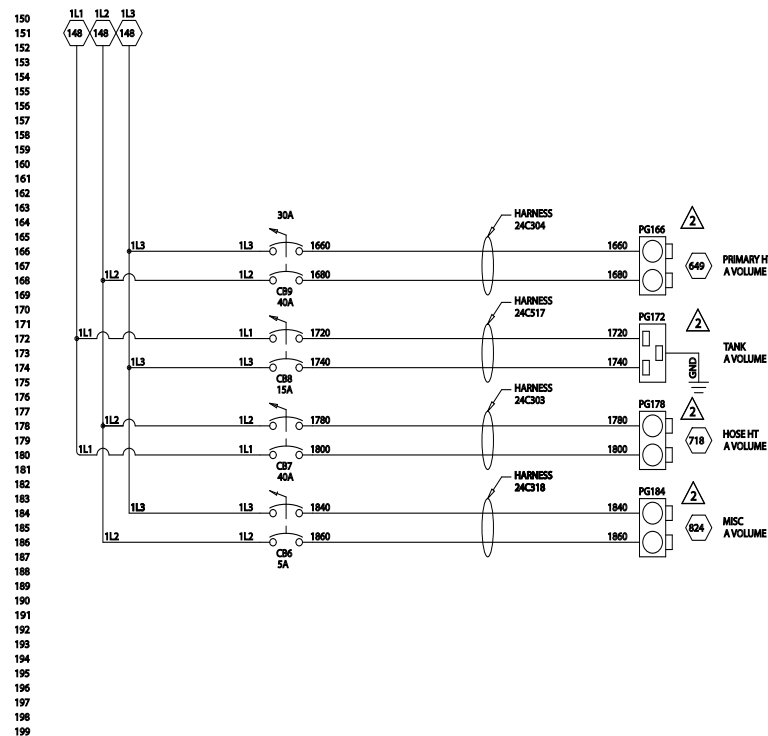 150 1L1 1L2 1L3
151 148 148 148
152
153
154
155
156
157
158
159
160
161
162
163 30A HARNESS
164 24C304 2
165 PG166
166 1L3 1L3 1660 1660
167 649 PRIMARY H
A VOLUME
168 1L2 1L2 1680 1680
169 CB9
40A
170 HARNESS
24C517
171 PG172 2
172 1L1 1L1 1720 1720
173 TANK
A VOLUME
174 1L3 1L3 1740 1740 GND
175 CB8
15A
176 HARNESS
24C303
177 PG178 2
178 1L2 1L2 1780 1780
179 718 HOSE HT
A VOLUME
180 1L1 1L1 1800 1800
181 CB7
40A
182 HARNESS
24C318
183 PG184 2
184 1L3 1L3 1840 1840
185 824 MISC
A VOLUME
186 1L2 1L2 1860 1860
187 CB6
5A
188
189
190
191
192
193
194
195
196
197
198
199